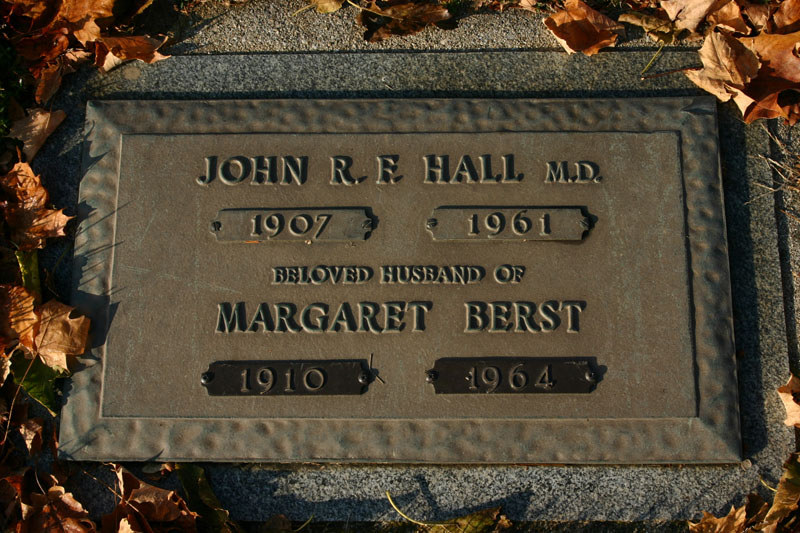 JOHN R. F. HALL M.D.
1907 1961
BELOVED HUSBAND OF
MARGARET BERST
1910 1964